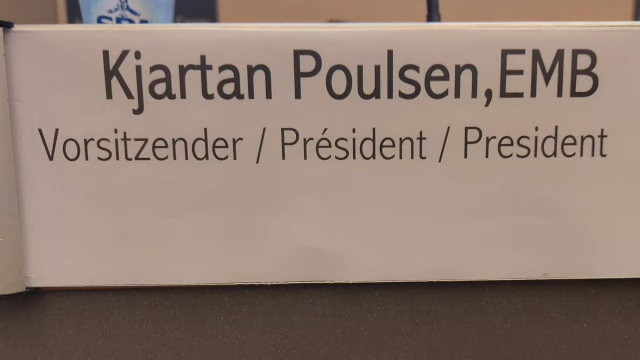 Kjartan Poulsen,EMB
Vorsitzender / Président / President